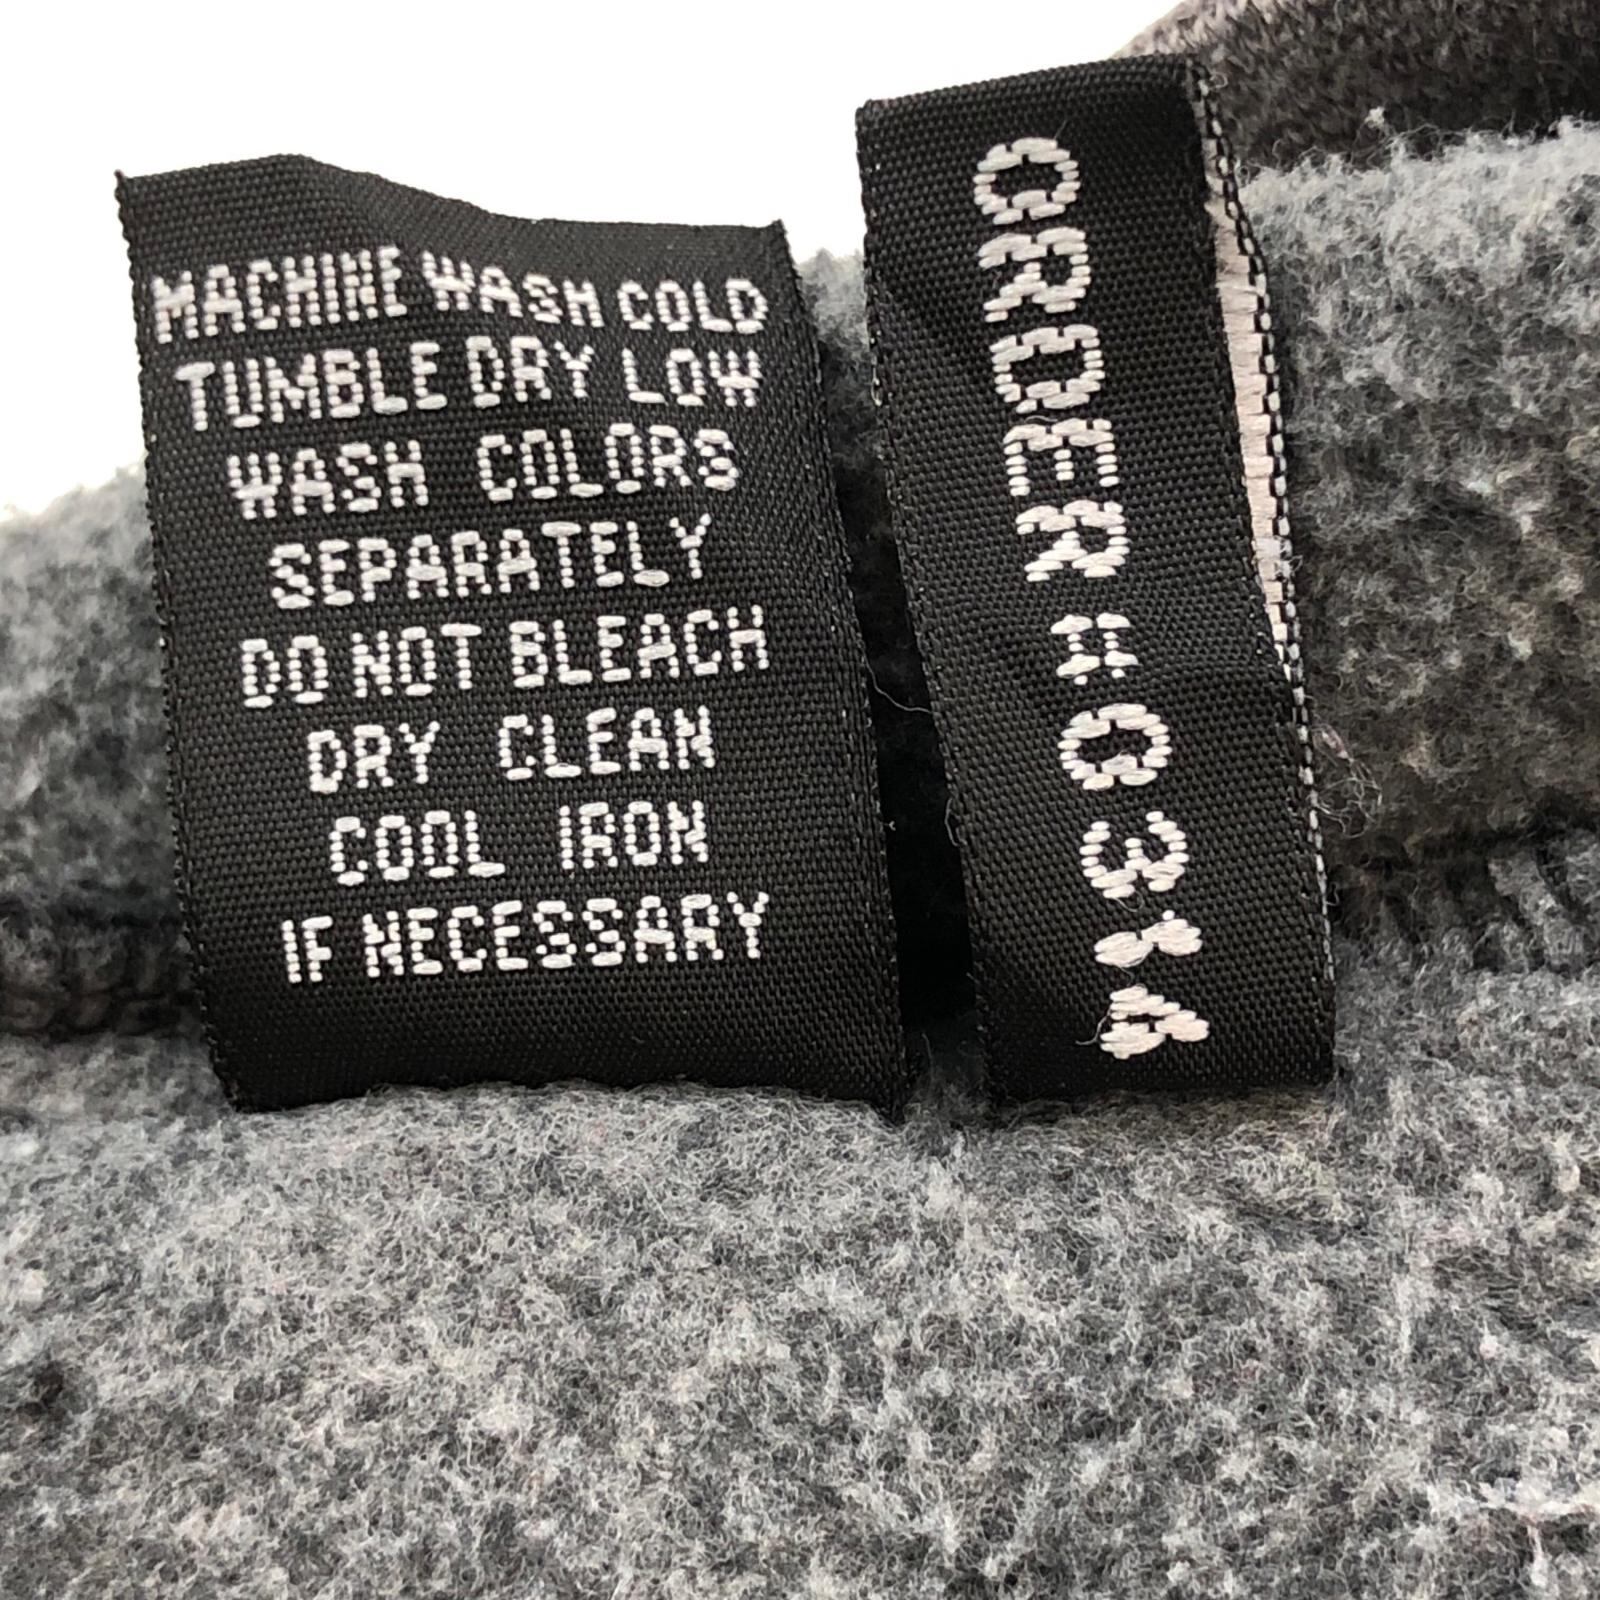 MACHINE WASH COLD
TUMBLE DRY LOW
WASH COLORS
SEPARATELY
DO NOT BLEACH
DRY CLEAN
COOL IRON
IF NECESSARY
ORDER #0314